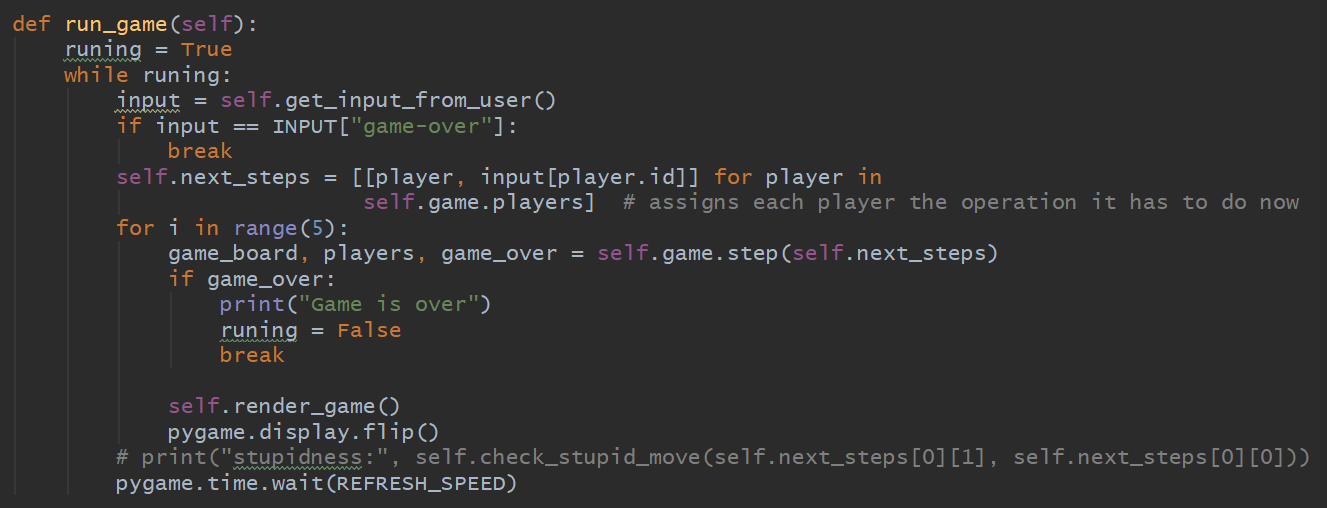 def run_game(self):
    runing = True
    while runing:
        input = self.get_input_from_user()
        if input == INPUT["game-over"]:
            break
        self.next_steps = [[player, input[player.id]] for player in
                           self.game.players]  # assigns each player the operation it has to do now
        for i in range(5):
            game_board, players, game_over = self.game.step(self.next_steps)
            if game_over:
                print("Game is over")
                runing = False
                break
            self.render_game()
            pygame.display.flip()
        # print("stupidness:", self.check_stupid_move(self.next_steps[0][1], self.next_steps[0][0]))
        pygame.time.wait(REFRESH_SPEED)